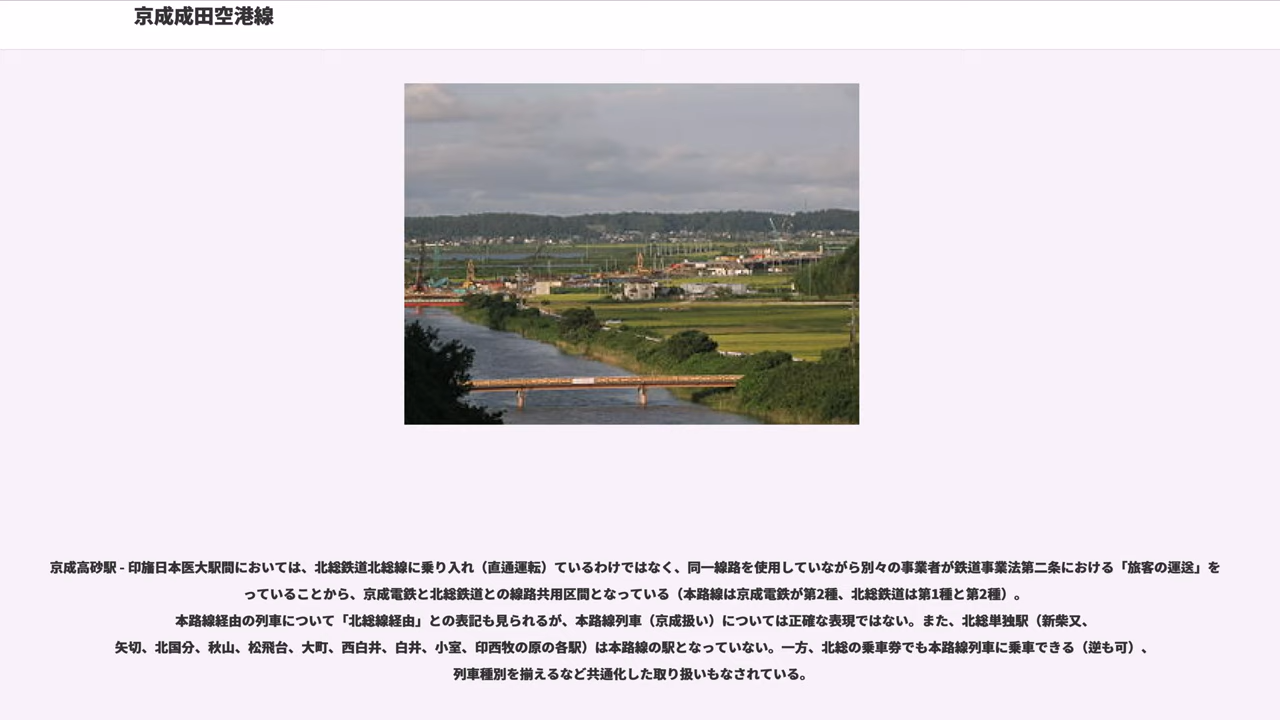 京成成田空港線
京成高砂駅 - 印旛日本医大駅間においては、北総鉄道北総線に乗り入れ（直通運転）ているわけではなく、同一線路を使用していながら別々の事業者が鉄道事業法第二条における「旅客の運送」を
っていることから、京成電鉄と北総鉄道との線路共用区間となっている（本路線は京成電鉄が第2種、北総鉄道は第1種と第2種）。
本路線経由の列車について「北総線経由」との表記も見られるが、本路線列車（京成扱い）については正確な表現ではない。また、北総単独駅（新柴又、
矢切、北国分、秋山、松飛台、大町、西白井、白井、小室、印西牧の原の各駅）は本路線の駅となっていない。一方、北総の乗車券でも本路線列車に乗車できる（逆も可）、
列車種別を揃えるなど共通化した取り扱いもなされている。